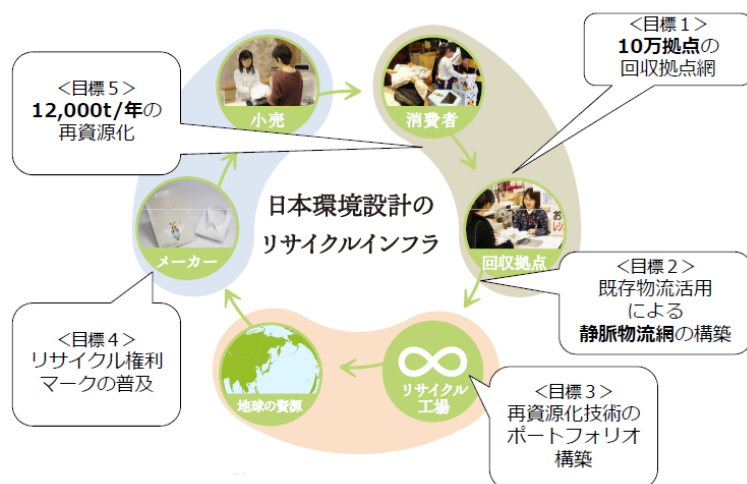 <目標１>
10万拠点の
回収拠点網
<目標５>
12,000t/年の
再資源化
小売
消費者
日本環境設計の
リサイクルインフラ
メーカー
回収拠点
<目標２>
既存物流活用
による
静脈物流網の構築
<目標４>
リサイクル権利
マークの普及
地球の資源
リサイクル
工場
<目標３>
再資源化技術の
ポートフォリオ
構築